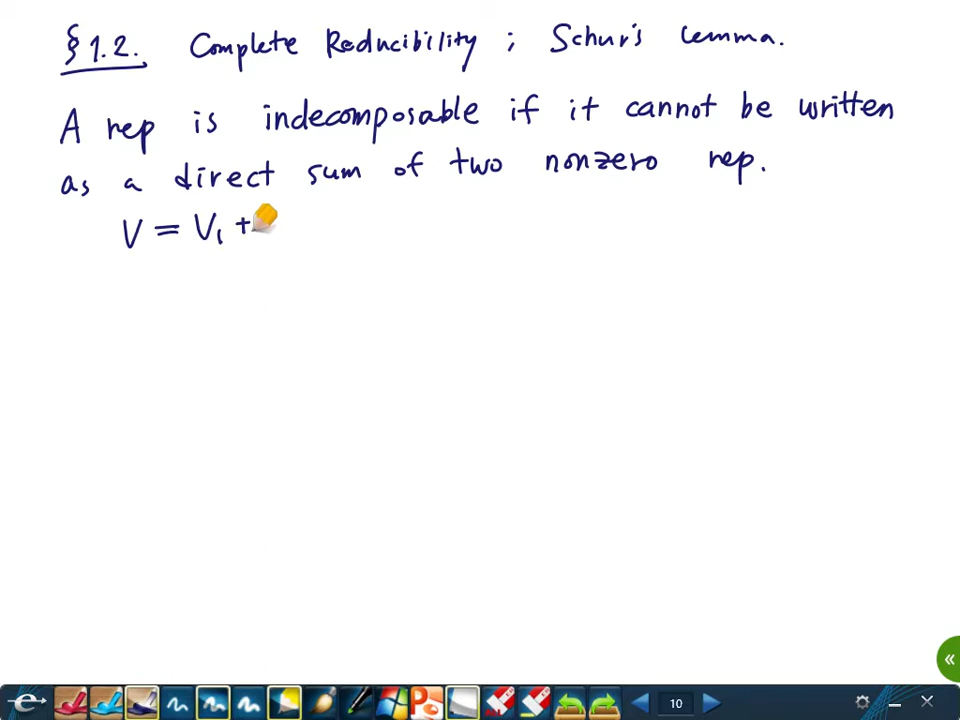 §1.2. Complete Reducibility ; Schur's Lemma.
A rep is indecomposable if it cannot be written
as a direct sum of two nonzero rep.
V = V₁ +
10